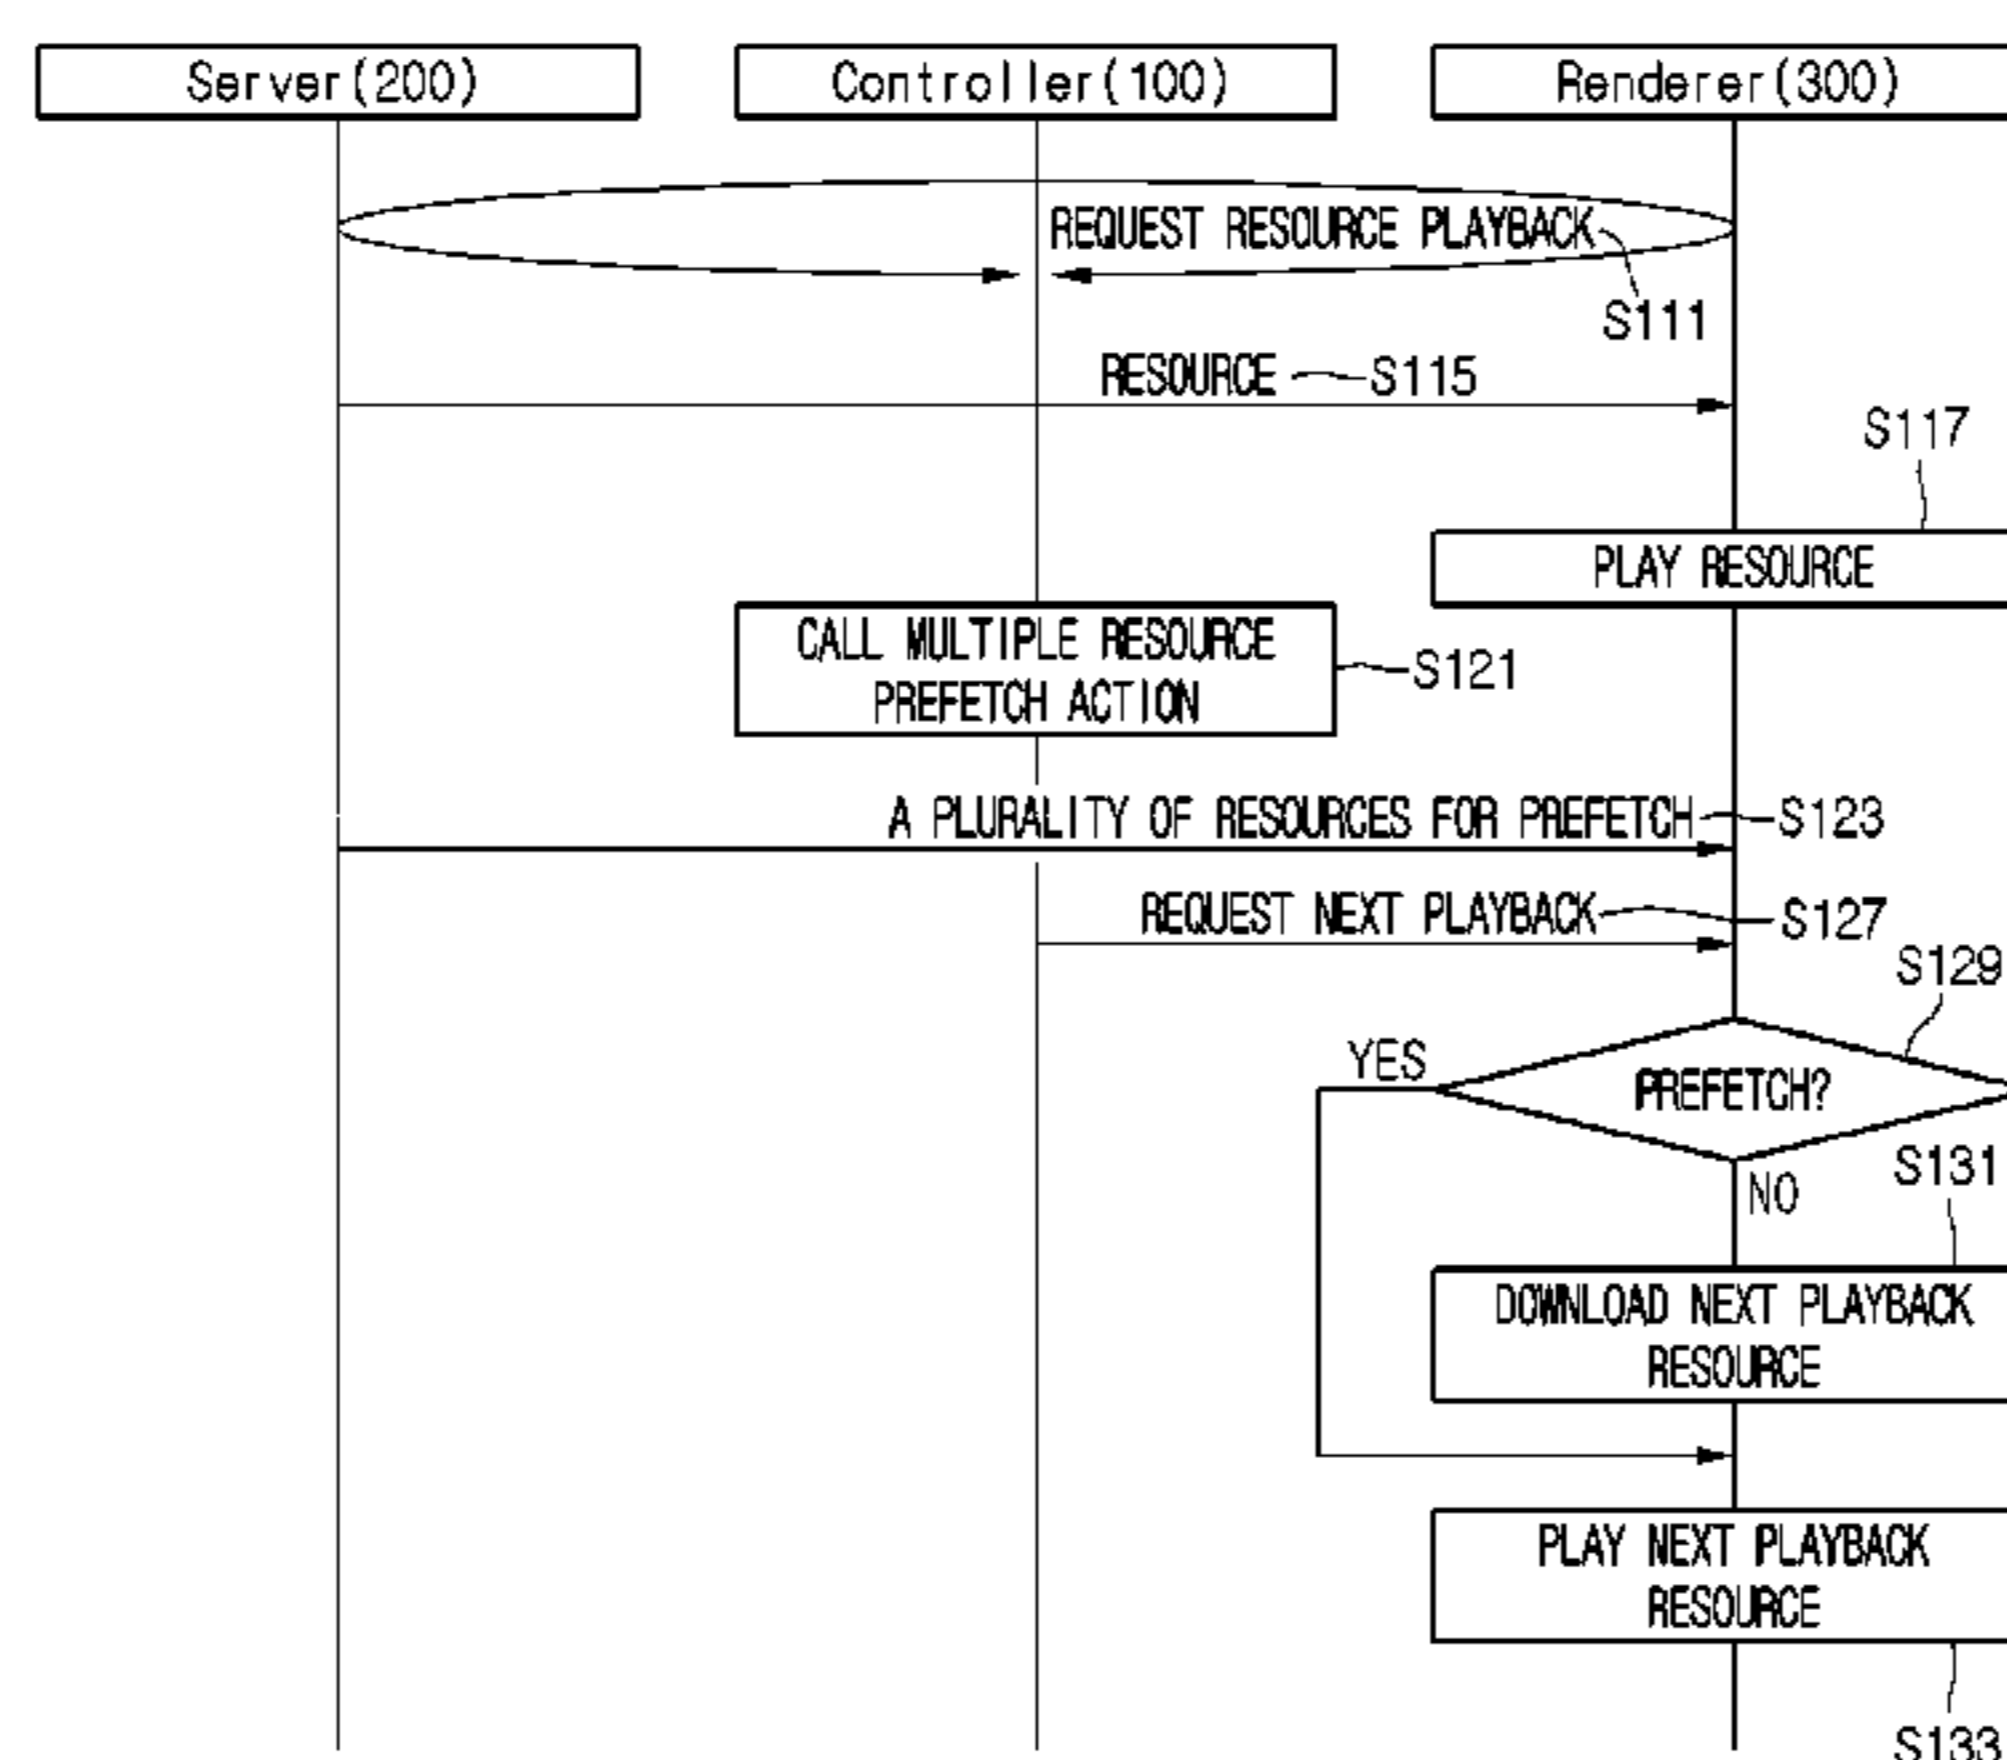 Server(200)
Controller(100)
Renderer(300)
REQUEST RESOURCE PLAYBACK
S111
RESOURCE
S115
S117
PLAY RESOURCE
CALL MULTIPLE RESOURCE
PREFETCH ACTION
S121
A PLURALITY OF RESOURCES FOR PREFETCH
S123
REQUEST NEXT PLAYBACK
S127
S129
YES
PREFETCH?
NO
S131
DOWNLOAD NEXT PLAYBACK
RESOURCE
PLAY NEXT PLAYBACK
RESOURCE
S133